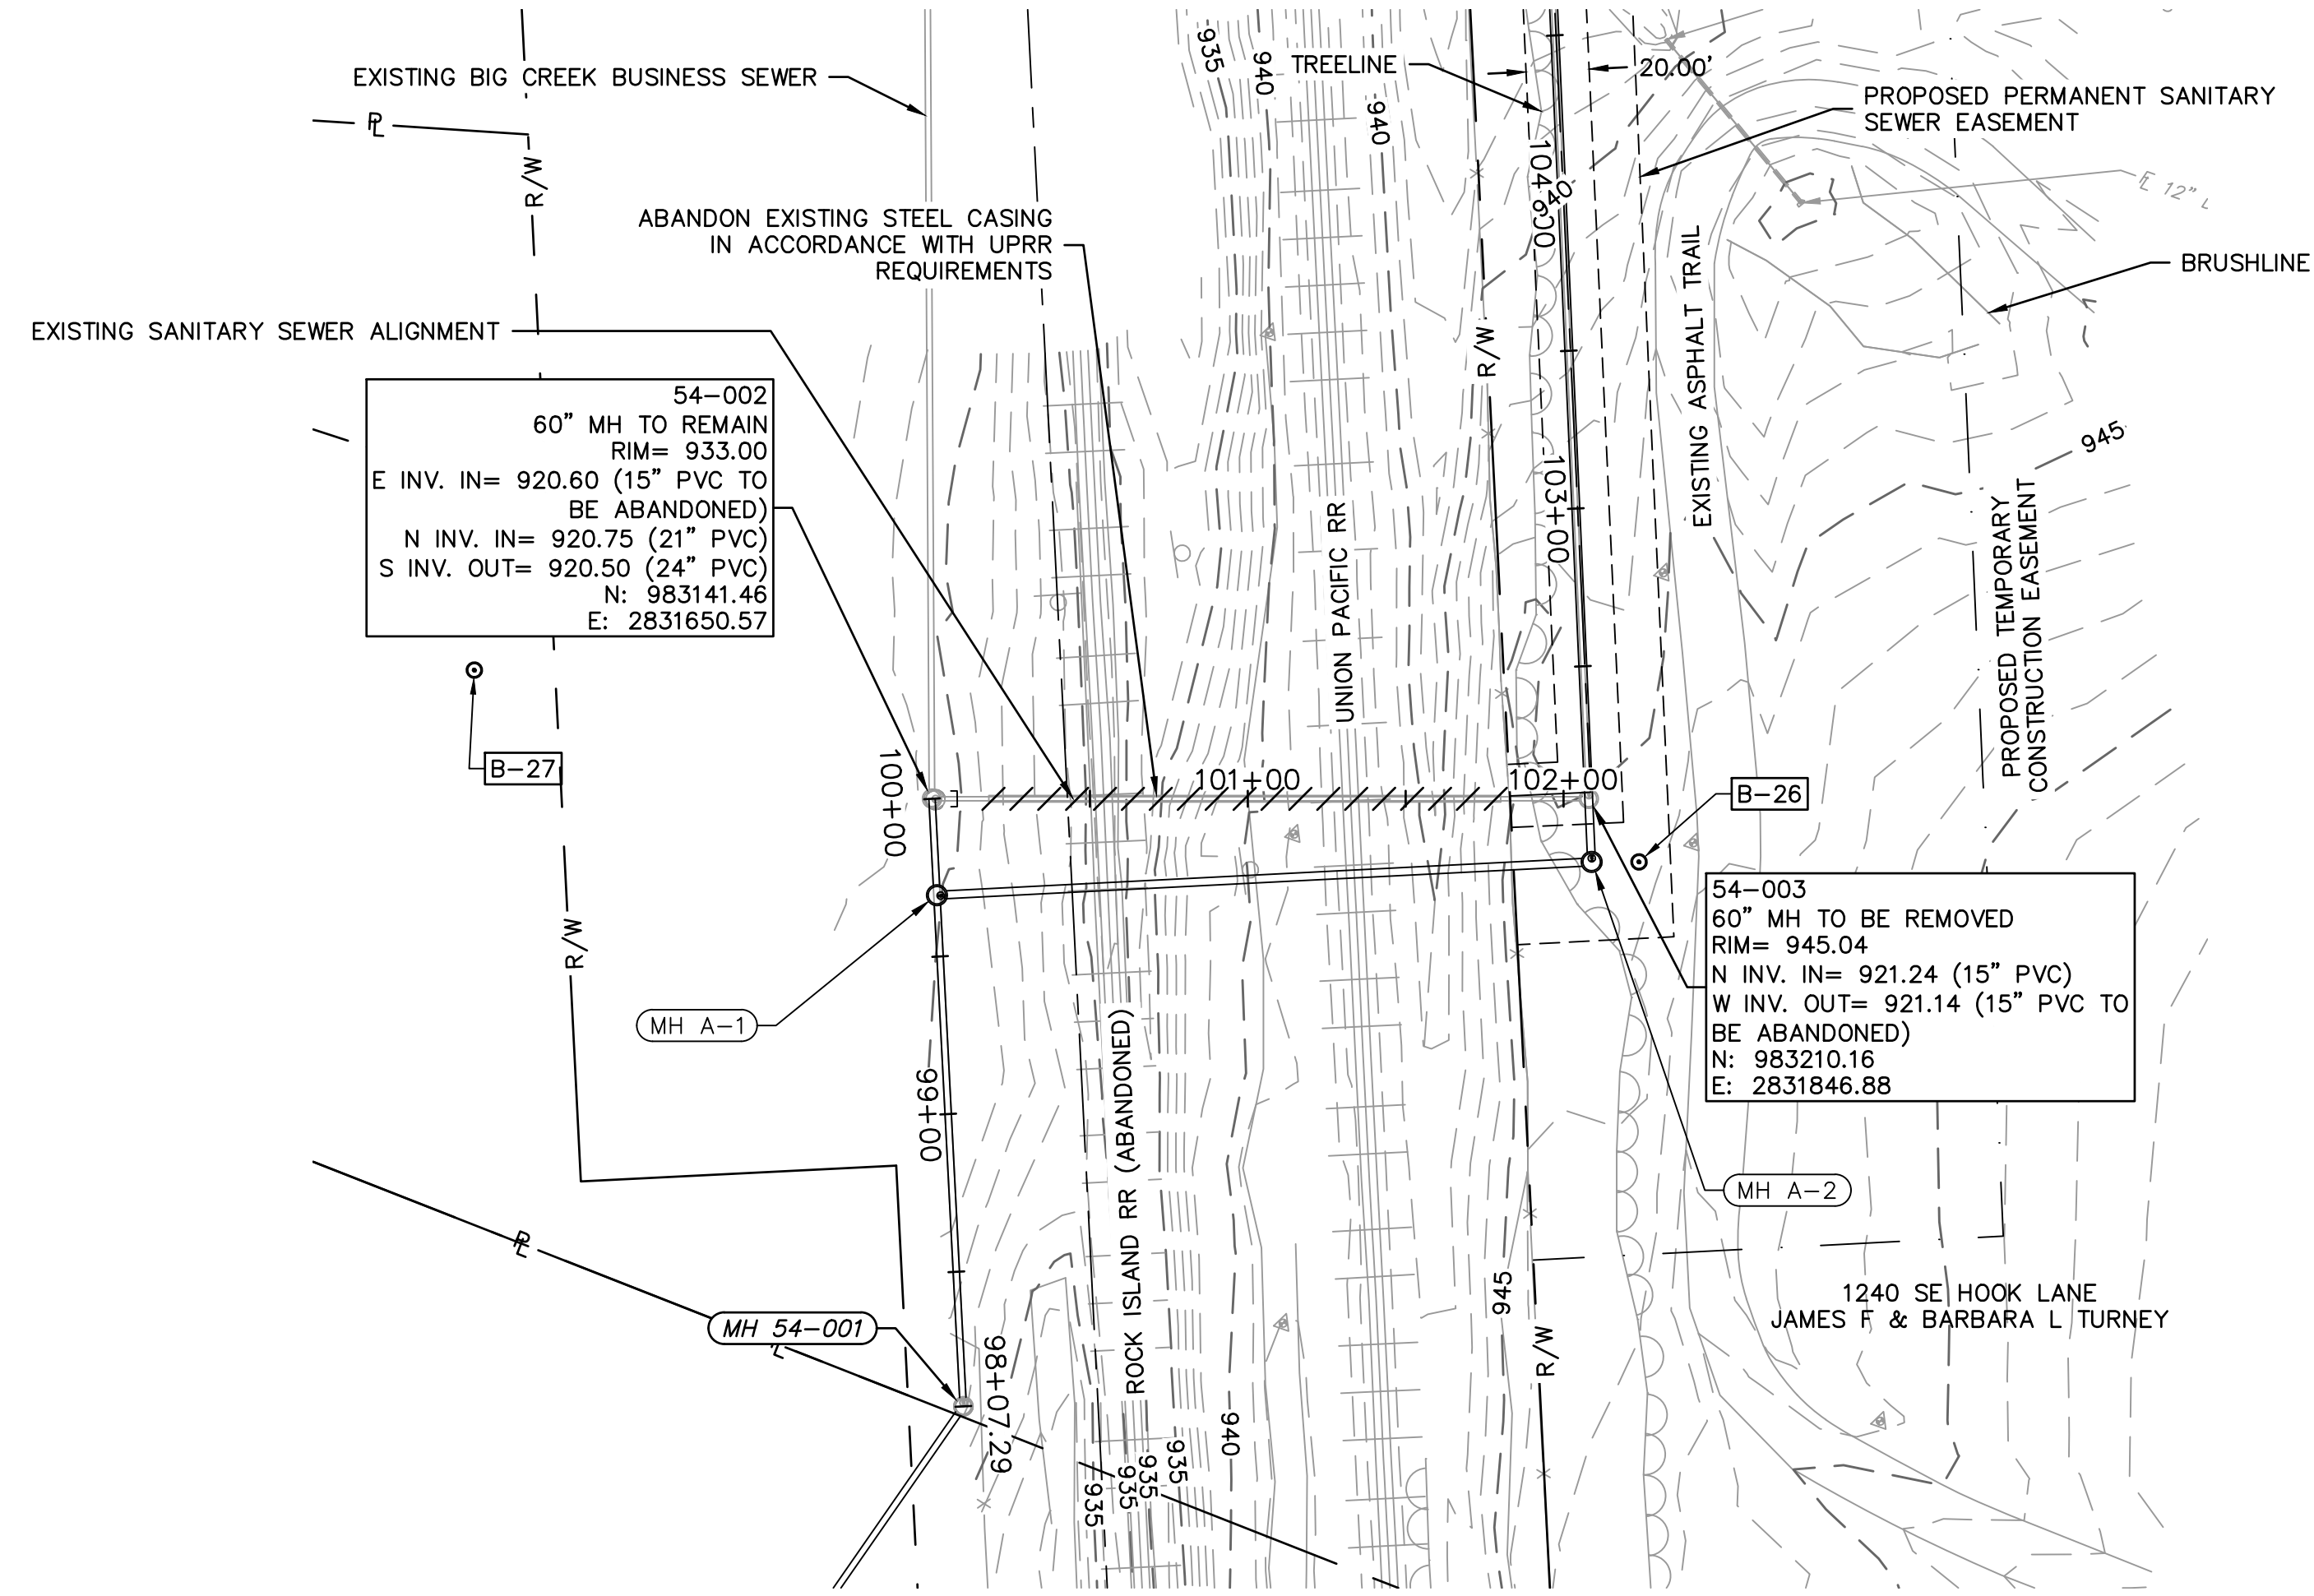 EXISTING BIG CREEK BUSINESS SEWER
TREELINE
20.00'
PROPOSED PERMANENT SANITARY
SEWER EASEMENT
935
940
940
104+00
940
R/W
ABANDON EXISTING STEEL CASING
IN ACCORDANCE WITH UPRR
REQUIREMENTS
12"
BRUSHLINE
EXISTING SANITARY SEWER ALIGNMENT
R/W
EXISTING ASPHALT TRAIL
945
54-002
60" MH TO REMAIN
RIM= 933.00
E INV. IN= 920.60 (15" PVC TO
BE ABANDONED)
N INV. IN= 920.75 (21" PVC)
S INV. OUT= 920.50 (24" PVC)
N: 983141.46
E: 2831650.57
103+00
UNION PACIFIC RR
PROPOSED TEMPORARY
CONSTRUCTION EASEMENT
B-27
100+00
101+00
102+00
B-26
54-003
60" MH TO BE REMOVED
RIM= 945.04
N INV. IN= 921.24 (15" PVC)
W INV. OUT= 921.14 (15" PVC TO
BE ABANDONED)
N: 983210.16
E: 2831846.88
R/W
MH A-1
99+00
ROCK ISLAND RR (ABANDONED)
MH A-2
945
R/W
1240 SE HOOK LANE
JAMES F & BARBARA L TURNEY
MH 54-001
98+07.29
940
935
935
935
935